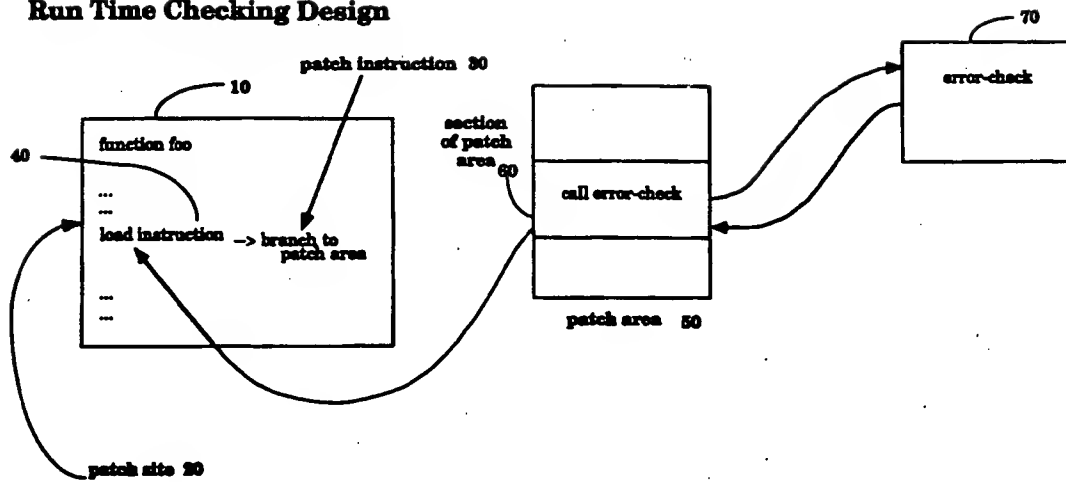 Run Time Checking Design
70
patch instruction 30
error-check
10
section
of patch
area 60
function foo
40
...
...
call error-check
load instruction -> branch to
patch area
...
...
patch area 50
patch site 20